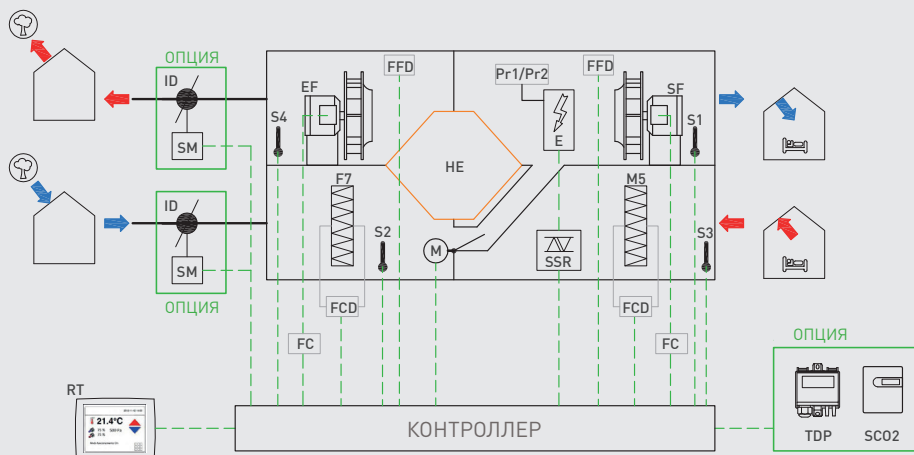 ОПЦИЯ
ID
SM
S4
EF
FFD
Pr1/Pr2
E
FFD
SF
S1
HE
ID
SM
ОПЦИЯ
F7
S2
M
SSR
M5
S3
FCD
FC
FCD
FC
RT
21.4°C
КОНТРОЛЛЕР
ОПЦИЯ
TDP
SCO2